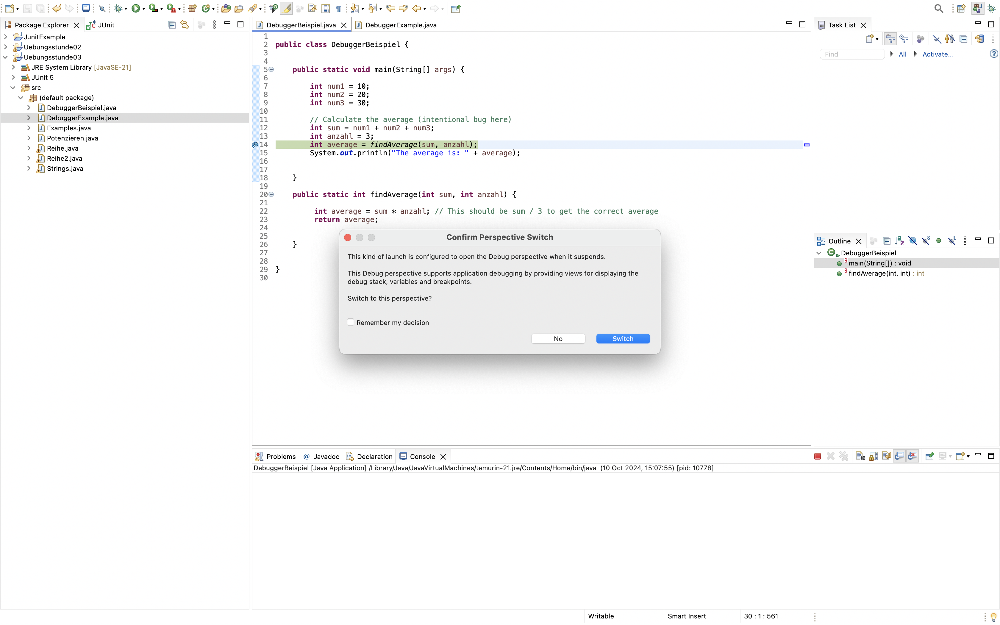 Package Explorer
JUnit
JunitExample
Uebungsstunde02
Uebungsstunde03
JRE System Library [JavaSE-21]
JUnit 5
src
(default package)
DebuggerBeispiel.java
DebuggerExample.java
Examples.java
Potenzieren.java
Reihe.java
Reihe2.java
Strings.java
DebuggerBeispiel.java
DebuggerExample.java
1
2 public class DebuggerBeispiel {
3
4
5 public static void main(String[] args) {
6
7 int num1 = 10;
8 int num2 = 20;
9 int num3 = 30;
10
11 // Calculate the average (intentional bug here)
12 int sum = num1 + num2 + num3;
13 int anzahl = 3;
14 int average = findAverage(sum, anzahl);
15 System.out.println("The average is: " + average);
16
17
18 }
19
20 public static int findAverage(int sum, int anzahl) {
21
22 int average = sum * anzahl; // This should be sum / 3 to get the correct average
23 return average;
24
25
26 }
27
28
29 }
30
Confirm Perspective Switch
This kind of launch is configured to open the Debug perspective when it suspends.
This Debug perspective supports application debugging by providing views for displaying the
debug stack, variables and breakpoints.
Switch to this perspective?
Remember my decision
No
Switch
Task List
Find
All
Activate...
Outline
DebuggerBeispiel
main(String[]) : void
findAverage(int, int) : int
Problems
@ Javadoc
Declaration
Console
DebuggerBeispiel [Java Application] /Library/Java/JavaVirtualMachines/temurin-21.jre/Contents/Home/bin/java (10 Oct 2024, 15:07:55) [pid: 10778]
Writable
Smart Insert
30 : 1 : 561